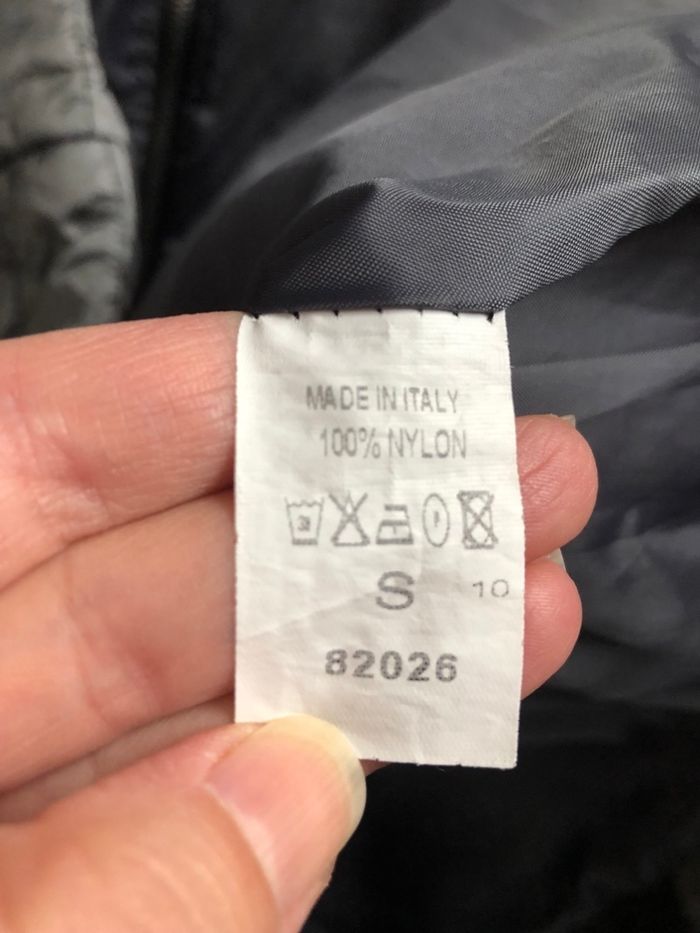 MADE IN ITALY
100% NYLON
S 10
82026